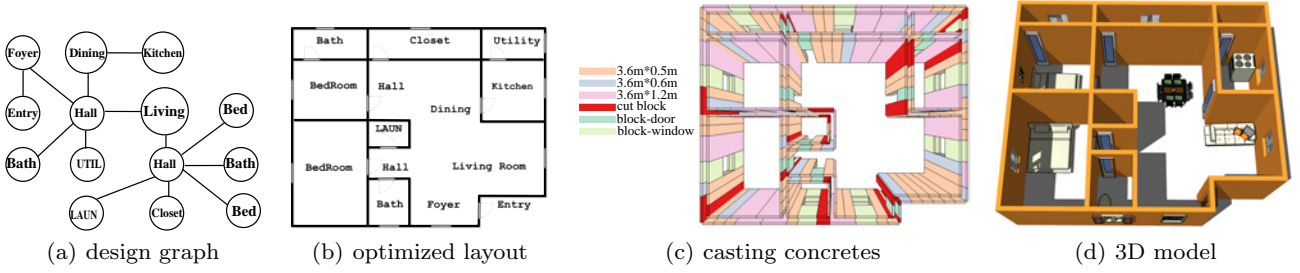 Foyer
Dining
Kitchen
Entry
Hall
Living
Bed
Bath
UTIL
Hall
Bath
LAUN
Closet
Bed
(a) design graph
Bath
Closet
Utility
BedRoom
Hall
Kitchen
Dining
LAUN
BedRoom
Hall
Living Room
Bath
Foyer
Entry
(b) optimized layout
3.6m*0.5m
3.6m*0.6m
3.6m*1.2m
cut block
block-door
block-window
(c) casting concretes
(d) 3D model